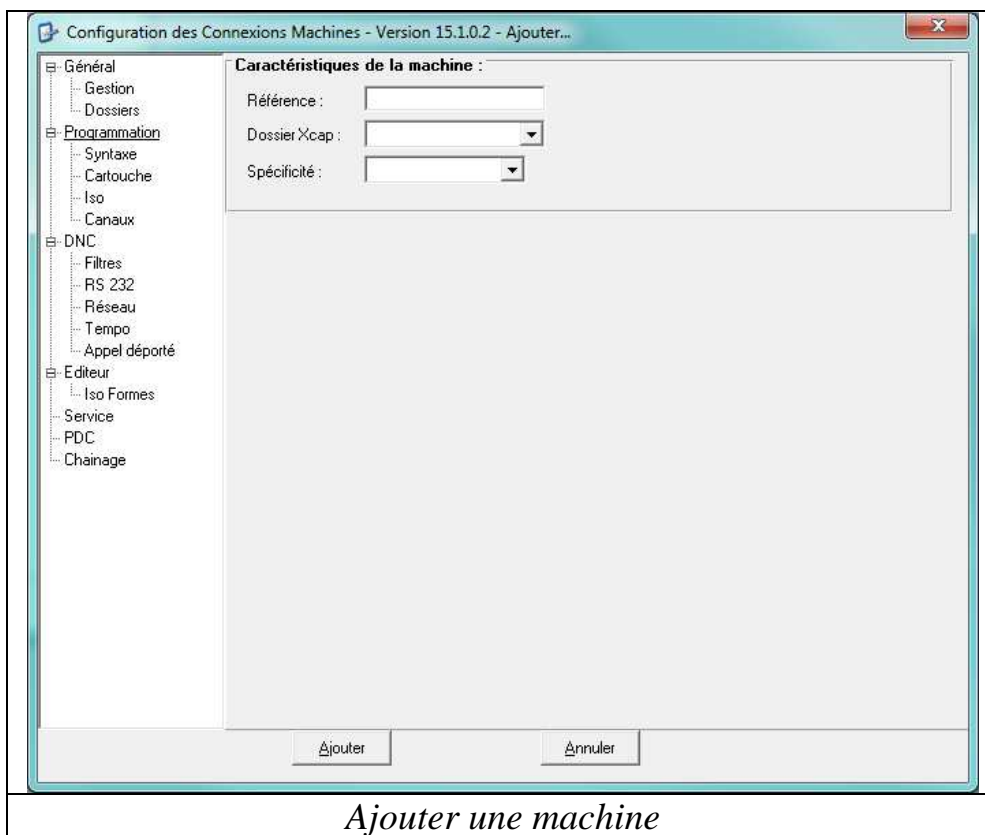 Configuration des Connexions Machines - Version 15.1.0.2 - Ajouter...
x
Général
Gestion
Dossiers
Programmation
Syntaxe
Cartouche
Iso
Canaux
DNC
Filtres
RS 232
Réseau
Tempo
Appel déporté
Editeur
Iso Formes
Service
PDC
Chainage
Caractéristiques de la machine :
Référence :
Dossier Xcap :
Spécificité :
Ajouter
Annuler
Ajouter une machine